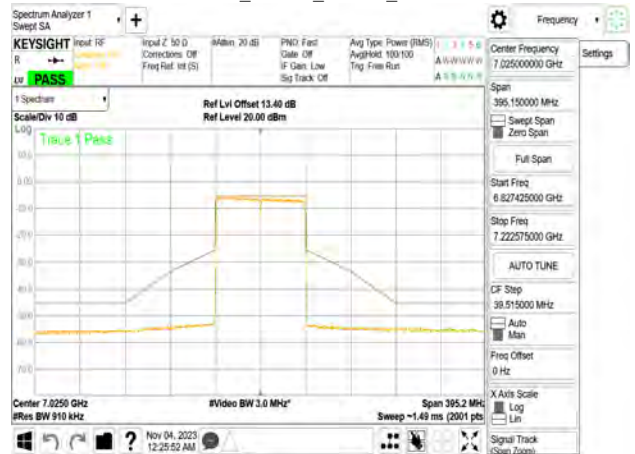 Spectrum Analyzer 1
Swept SA
Frequency
KEYSIGHT
Input: RF
Input Z: 50 Ω
#Atten: 20 dB
PNO: Fast
Avg Type: Power (RMS)
R
Corrections: Off
Gate: Off
Avg|Hold: 100/100
Freq Ref: Int (S)
IF Gain: Low
Trig: Free Run
Sig Track: Off
PASS
Center Frequency
7.025000000 GHz
Settings
Span
395.150000 MHz
Swept Span
Zero Span
Full Span
Start Freq
6.827425000 GHz
Stop Freq
7.222575000 GHz
AUTO TUNE
CF Step
39.515000 MHz
Auto
Man
Freq Offset
0 Hz
X Axis Scale
Log
Lin
Signal Track
(Span Zoom)
1 Spectrum
Scale/Div 10 dB
Ref Lvl Offset 13.40 dB
Ref Level 20.00 dBm
Log
Trace 1 Pass
10.0
0.00
Center 7.0250 GHz
#Res BW 910 kHz
#Video BW 3.0 MHz*
Span 395.2 MHz
Sweep ~1.49 ms (2001 pts
?
Nov 04, 2023
12:25:52 AM